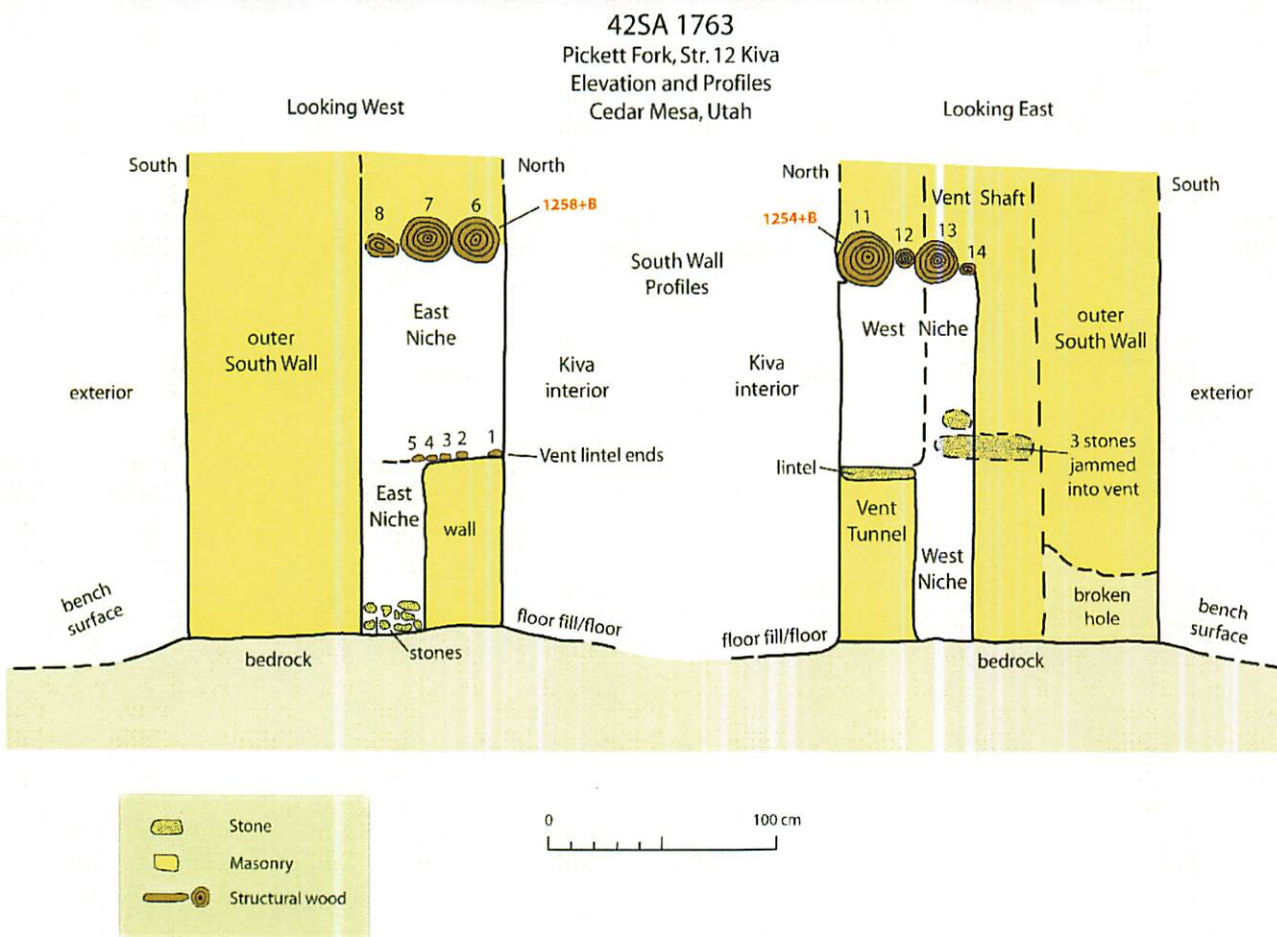 42SA 1763
Pickett Fork, Str. 12 Kiva
Elevation and Profiles
Cedar Mesa, Utah
Looking West
Looking East
South
North
8
7
6
1258+B
East
Niche
outer
South Wall
exterior
Kiva
interior
5 4 3 2 1
Vent lintel ends
East
Niche
wall
bench
surface
floor fill/floor
stones
bedrock
South Wall
Profiles
North
Vent Shaft
South
1254+B
11
12
13
14
West Niche
outer
South Wall
Kiva
interior
exterior
lintel
3 stones
jammed
into vent
Vent
Tunnel
West
Niche
broken
hole
bench
surface
floor fill/floor
bedrock
Stone
Masonry
Structural wood
0 100 cm